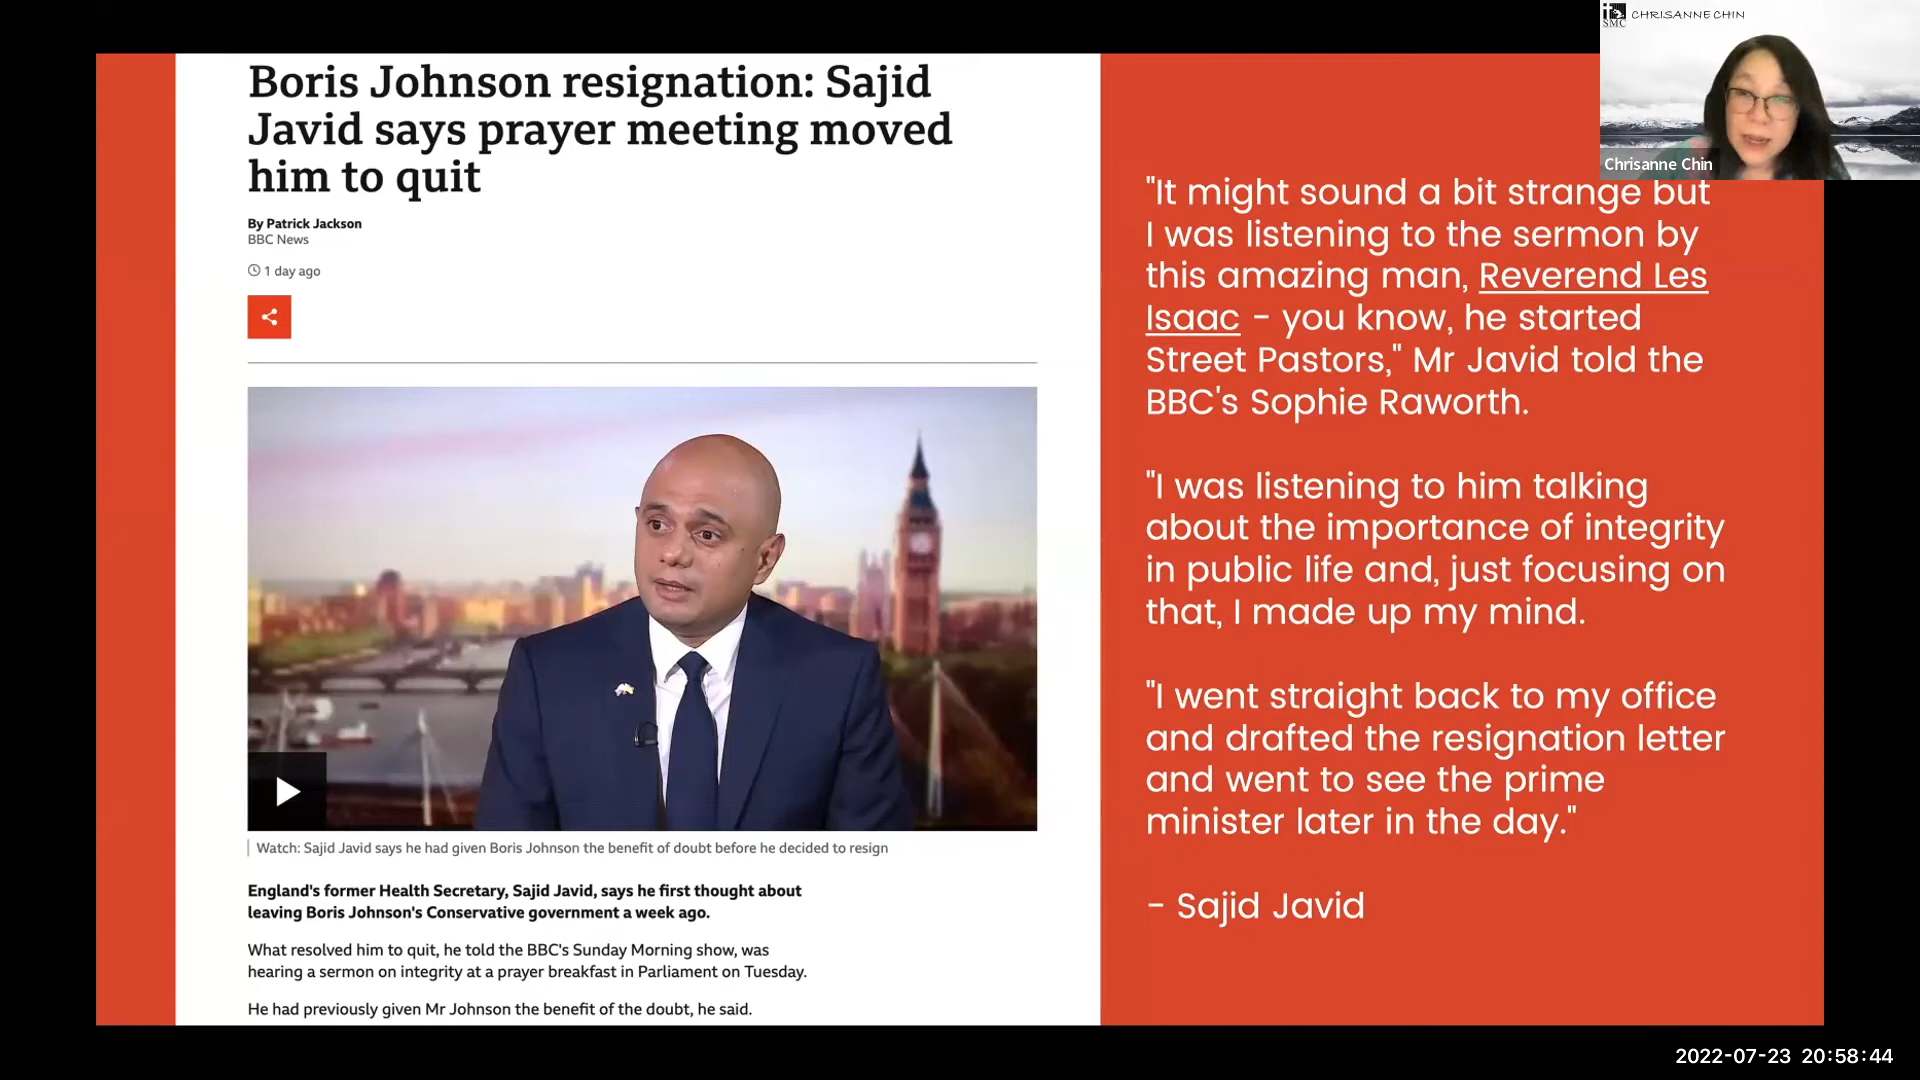 Boris Johnson resignation: Sajid
Javid says prayer meeting moved
him to quit
By Patrick Jackson
BBC News
1 day ago
Watch: Sajid Javid says he had given Boris Johnson the benefit of doubt before he decided to resign
England's former Health Secretary, Sajid Javid, says he first thought about
leaving Boris Johnson's Conservative government a week ago.
What resolved him to quit, he told the BBC's Sunday Morning show, was
hearing a sermon on integrity at a prayer breakfast in Parliament on Tuesday.
He had previously given Mr Johnson the benefit of the doubt, he said.
"It might sound a bit strange but
I was listening to the sermon by
this amazing man, Reverend Les
Isaac - you know, he started
Street Pastors," Mr Javid told the
BBC's Sophie Raworth.
"I was listening to him talking
about the importance of integrity
in public life and, just focusing on
that, I made up my mind.
"I went straight back to my office
and drafted the resignation letter
and went to see the prime
minister later in the day."
- Sajid Javid
SMC
CHRISANNE CHIN
Chrisanne Chin
2022-07-23 20:58:44